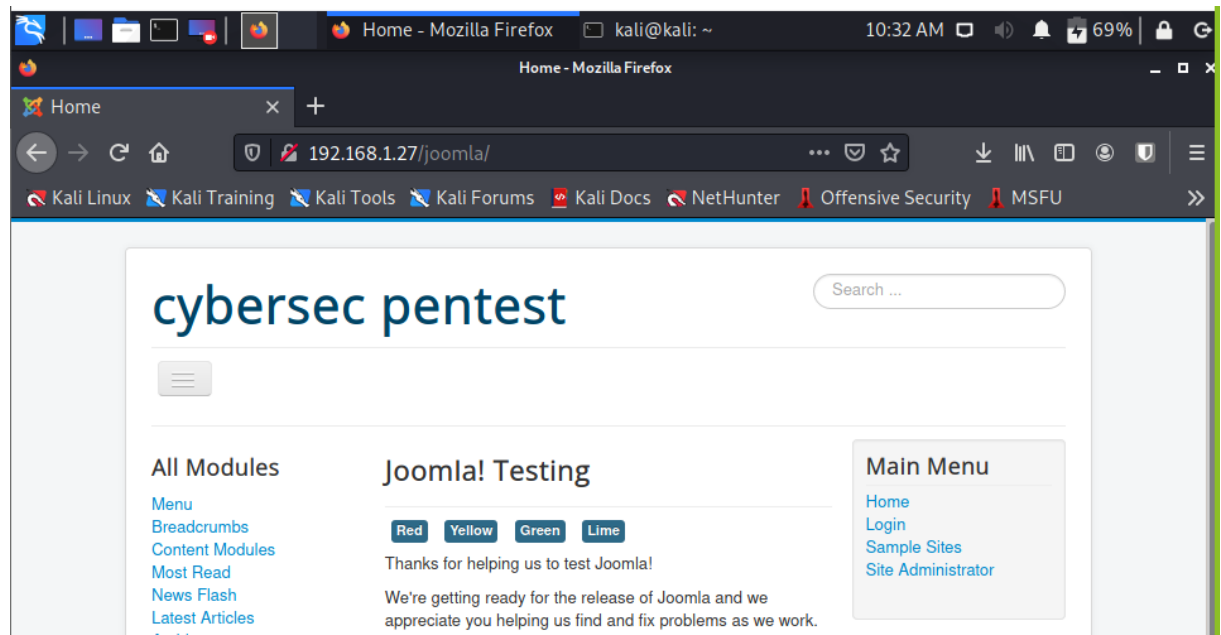 Home - Mozilla Firefox kali@kali: ~ 10:32 AM 69%
Home - Mozilla Firefox
Home
192.168.1.27/joomla/
Kali Linux Kali Training Kali Tools Kali Forums Kali Docs NetHunter Offensive Security MSFU
cybersec pentest
Search ...
All Modules
Menu
Breadcrumbs
Content Modules
Most Read
News Flash
Latest Articles
Joomla! Testing
Red Yellow Green Lime
Thanks for helping us to test Joomla!
We're getting ready for the release of Joomla and we
appreciate you helping us find and fix problems as we work.
Main Menu
Home
Login
Sample Sites
Site Administrator